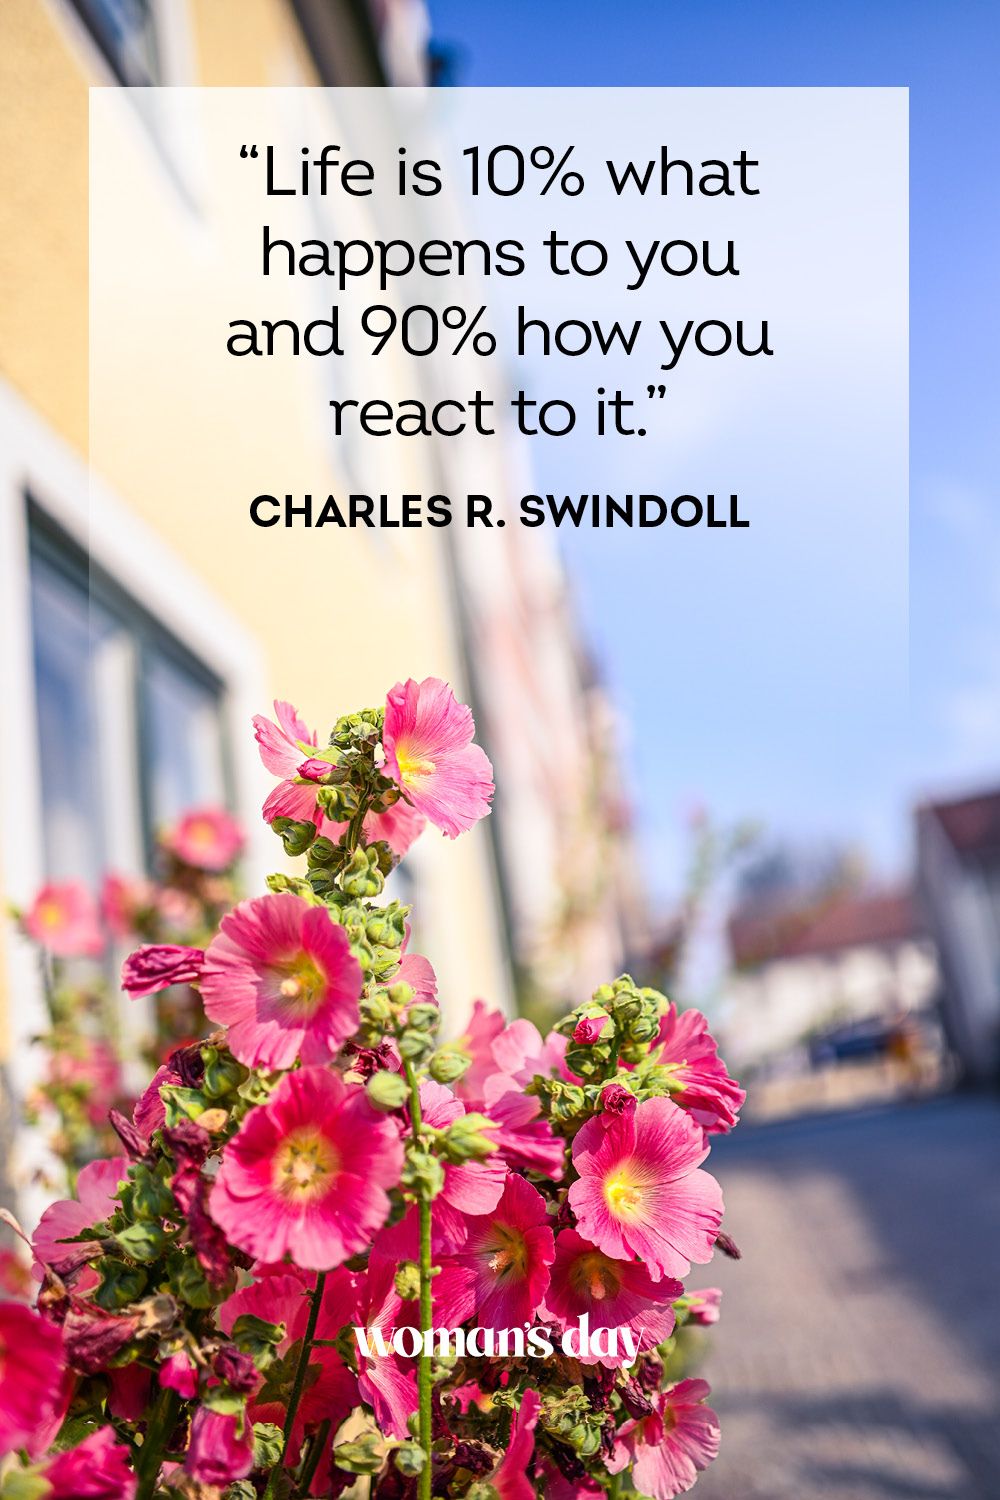 “Life is 10% what
happens to you
and 90% how you
react to it.”
CHARLES R. SWINDOLL
woman's day